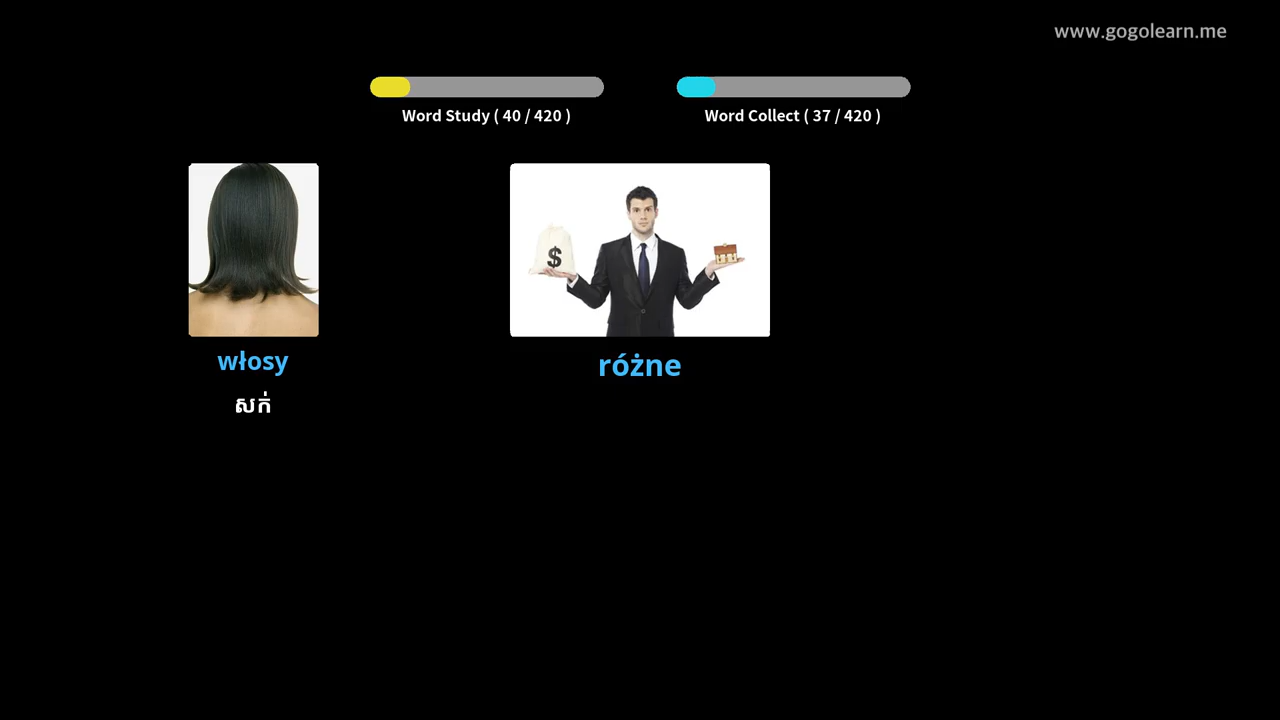 www.gogolearn.me
Word Study ( 40 / 420 )
Word Collect ( 37 / 420 )
$
włosy
różne
សក់